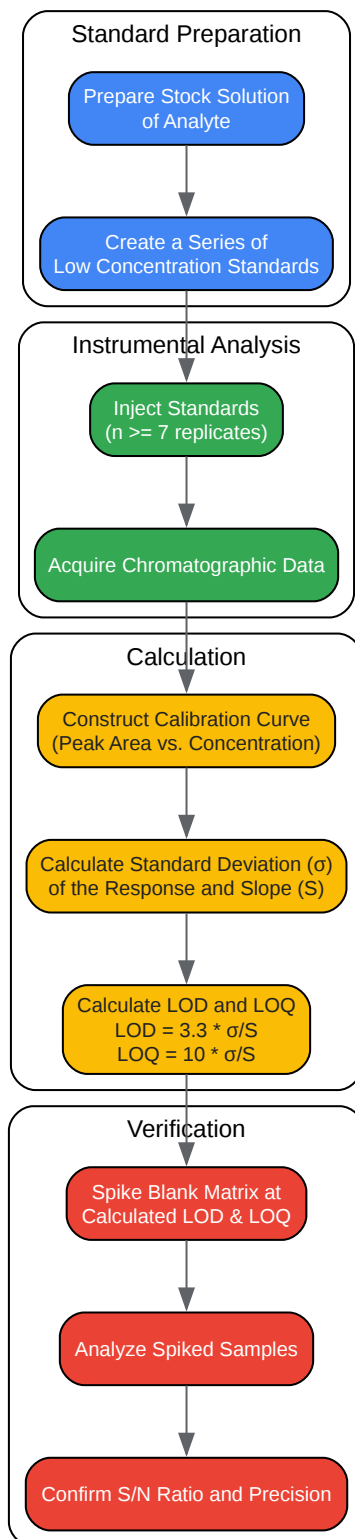 Standard Preparation
Prepare Stock Solution
of Analyte
Create a Series of
Low Concentration Standards
Instrumental Analysis
Inject Standards
(n >= 7 replicates)
Acquire Chromatographic Data
Calculation
Construct Calibration Curve
(Peak Area vs. Concentration)
Calculate Standard Deviation (σ)
of the Response and Slope (S)
Calculate LOD and LOQ
LOD = 3.3 * σ/S
LOQ = 10 * σ/S
Verification
Spike Blank Matrix at
Calculated LOD & LOQ
Analyze Spiked Samples
Confirm S/N Ratio and Precision